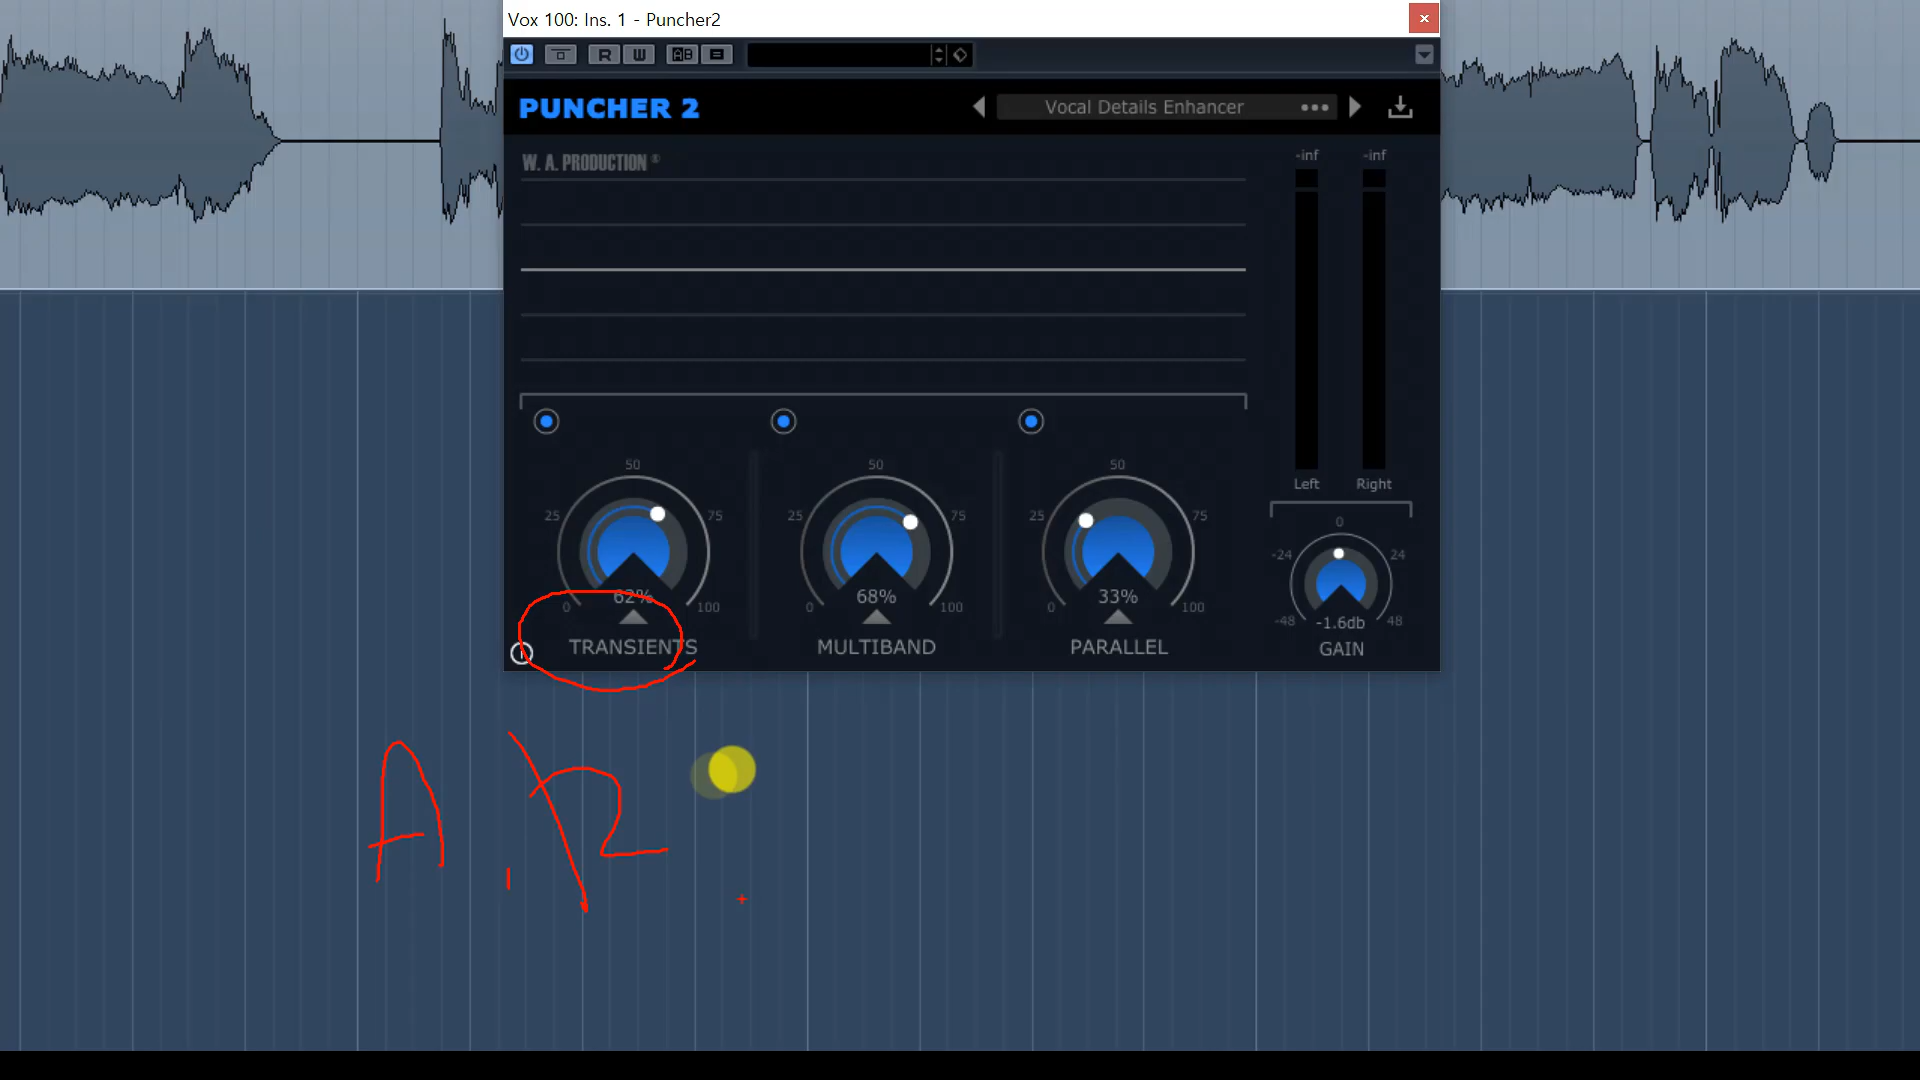 Vox 100: Ins. 1 - Puncher2
R W AB
PUNCHER 2
Vocal Details Enhancer
W. A. PRODUCTION ®
-inf -inf
Left Right
50 50 50
25 75 25 75 25 75
0 62% 100 0 68% 100 0 33% 100
TRANSIENTS MULTIBAND PARALLEL
0
-24 24
-48 -1.6db 48
GAIN
A